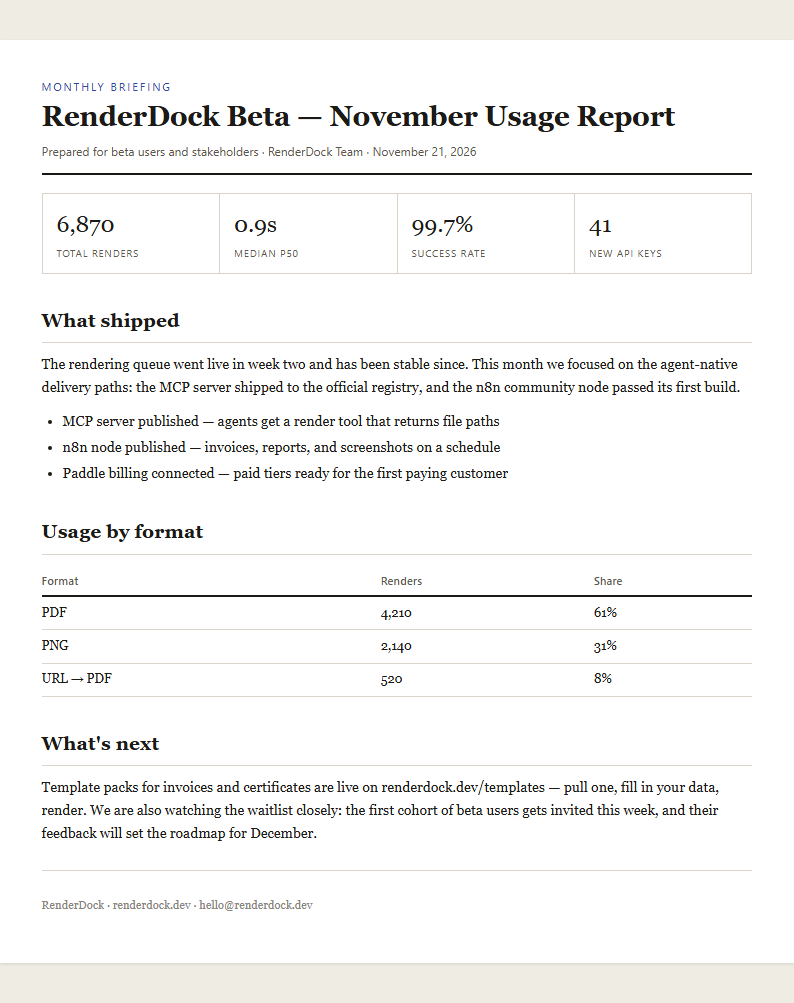 MONTHLY BRIEFING
RenderDock Beta — November Usage Report
Prepared for beta users and stakeholders · RenderDock Team · November 21, 2026
6,870 0.9s 99.7% 41
TOTAL RENDERS MEDIAN P50 SUCCESS RATE NEW API KEYS
What shipped
The rendering queue went live in week two and has been stable since. This month we focused on the agent-native
delivery paths: the MCP server shipped to the official registry, and the n8n community node passed its first build.
• MCP server published — agents get a render tool that returns file paths
• n8n node published — invoices, reports, and screenshots on a schedule
• Paddle billing connected — paid tiers ready for the first paying customer
Usage by format
Format Renders Share
PDF 4,210 61%
PNG 2,140 31%
URL → PDF 520 8%
What's next
Template packs for invoices and certificates are live on renderdock.dev/templates — pull one, fill in your data,
render. We are also watching the waitlist closely: the first cohort of beta users gets invited this week, and their
feedback will set the roadmap for December.
RenderDock · renderdock.dev · hello@renderdock.dev